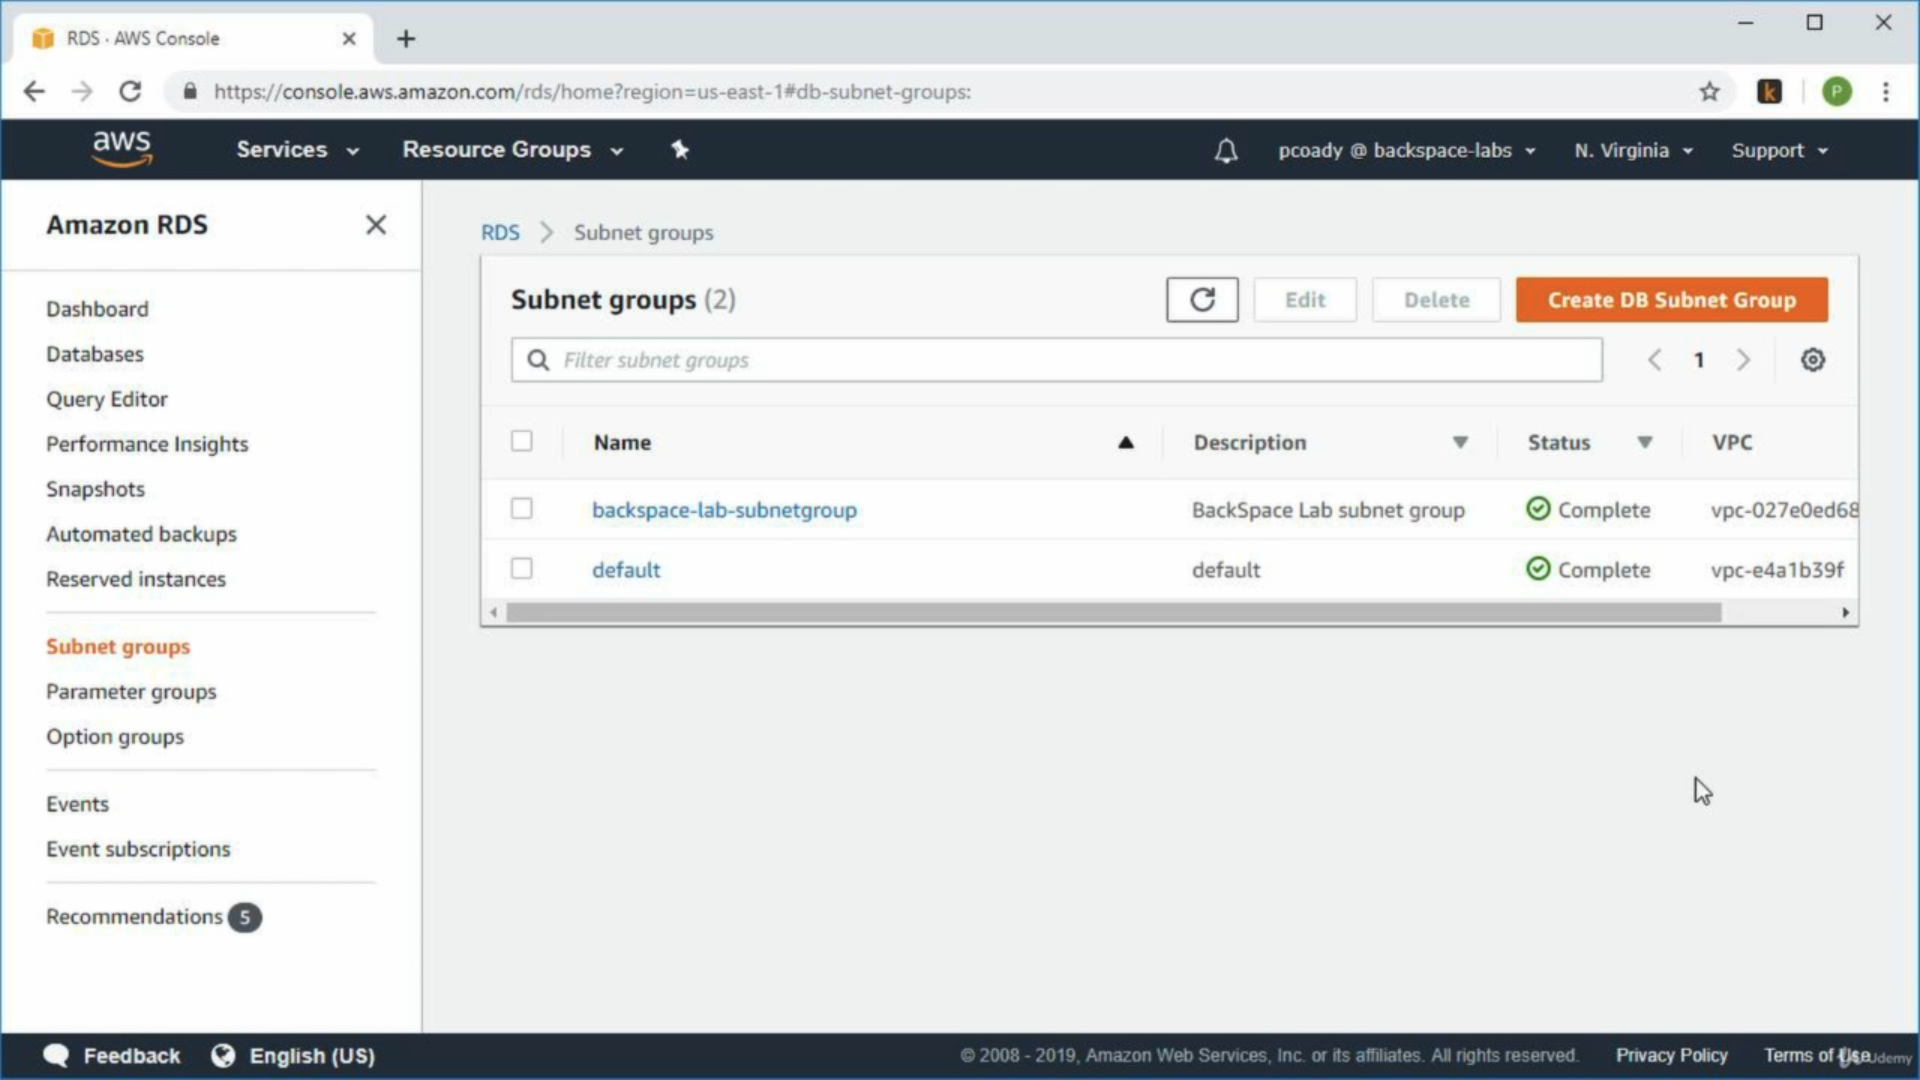 RDS · AWS Console
https://console.aws.amazon.com/rds/home?region=us-east-1#db-subnet-groups:
k
P
aws
Services
Resource Groups
pcoady @ backspace-labs
N. Virginia
Support
Amazon RDS
Dashboard
Databases
Query Editor
Performance Insights
Snapshots
Automated backups
Reserved instances
Subnet groups
Parameter groups
Option groups
Events
Event subscriptions
Recommendations 5
RDS > Subnet groups
Subnet groups (2)
Edit
Delete
Create DB Subnet Group
Filter subnet groups
1
Name Description Status VPC
backspace-lab-subnetgroup BackSpace Lab subnet group Complete vpc-027e0ed68
default default Complete vpc-e4a1b39f
Feedback
English (US)
© 2008 - 2019, Amazon Web Services, Inc. or its affiliates. All rights reserved.
Privacy Policy
Terms of Use
Udemy